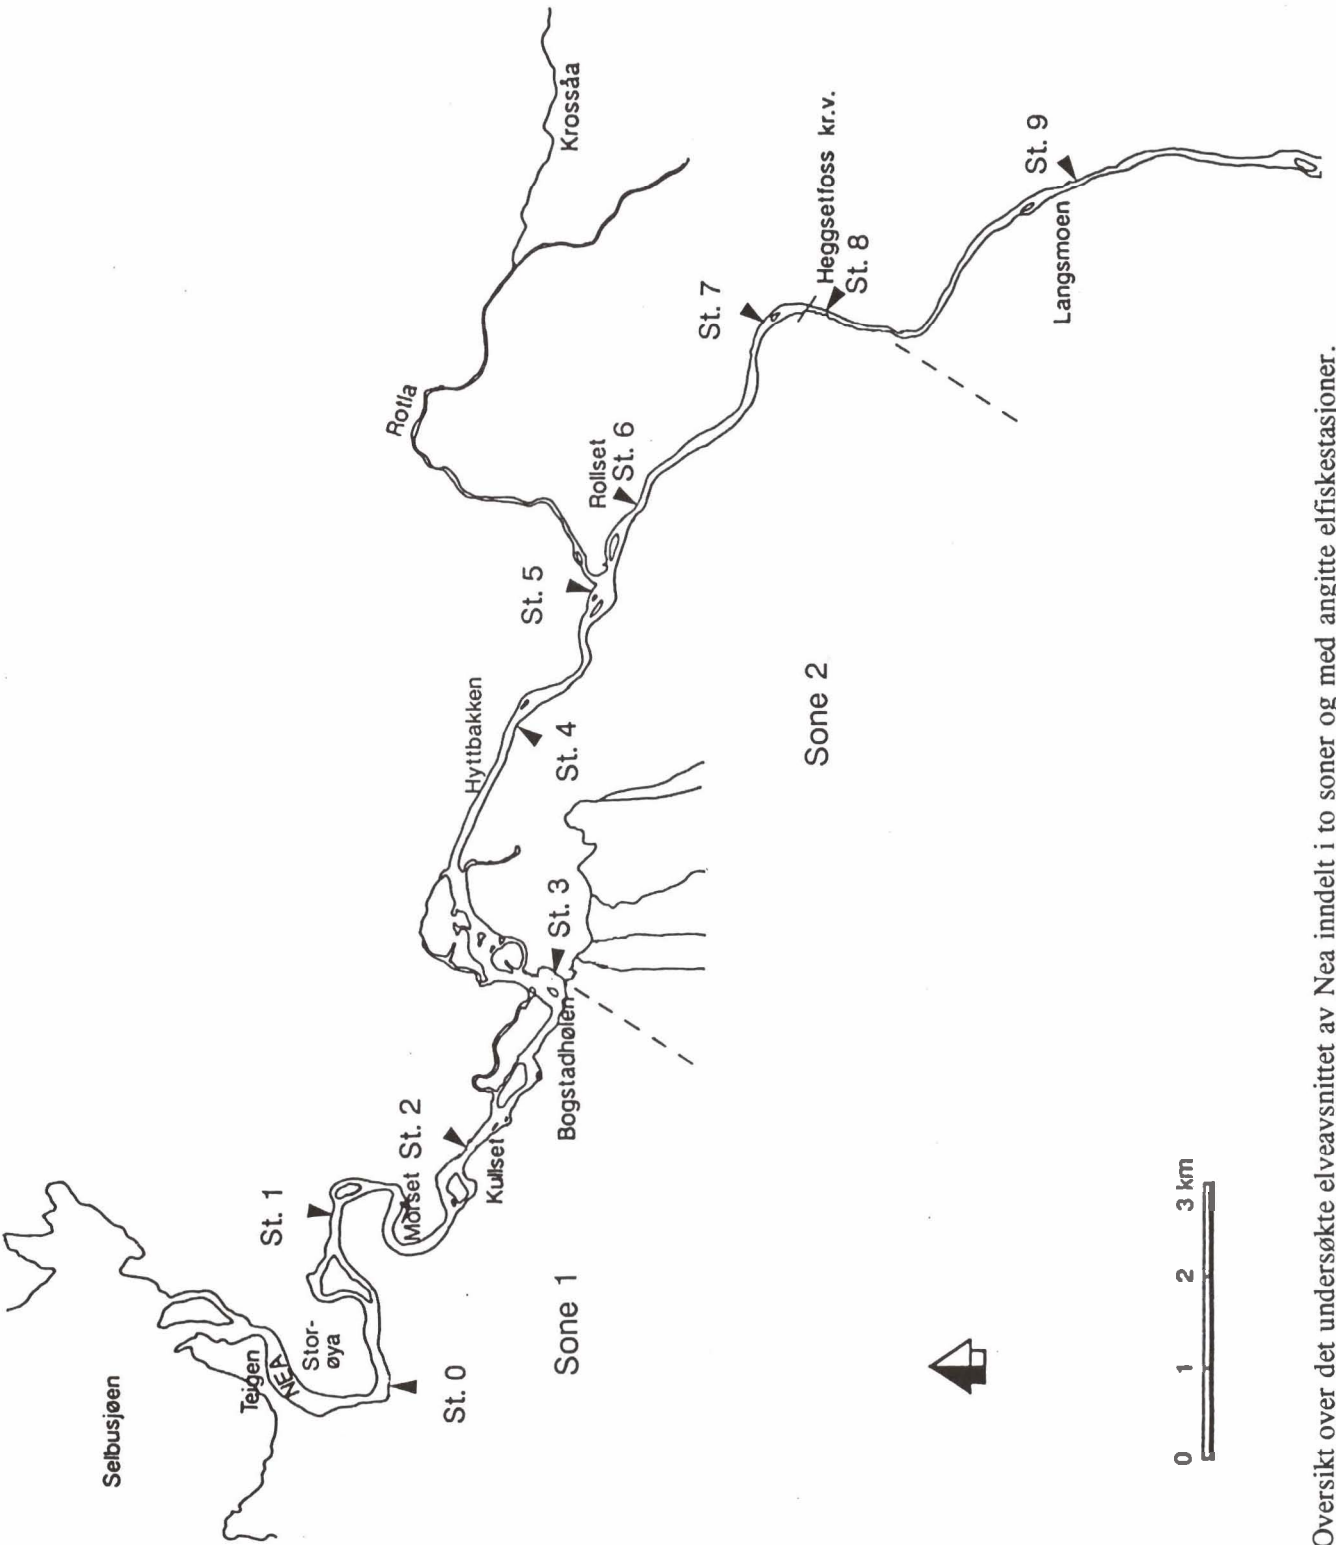 Selbusjøen
Teigen
NEA
Stor-
øya
St. 0
St. 1
Morset
St. 2
Kullset
Bogstadhølen
St. 3
Hyttbakken
St. 4
St. 5
Rotla
Krossåa
Rollset
St. 6
St. 7
Heggsetfoss kr.v.
St. 8
Langsmoen
St. 9
Sone 1
Sone 2
0 1 2 3 km
Oversikt over det undersøkte elveavsnittet av Nea inndelt i to soner og med angitte elfiskestasjoner.